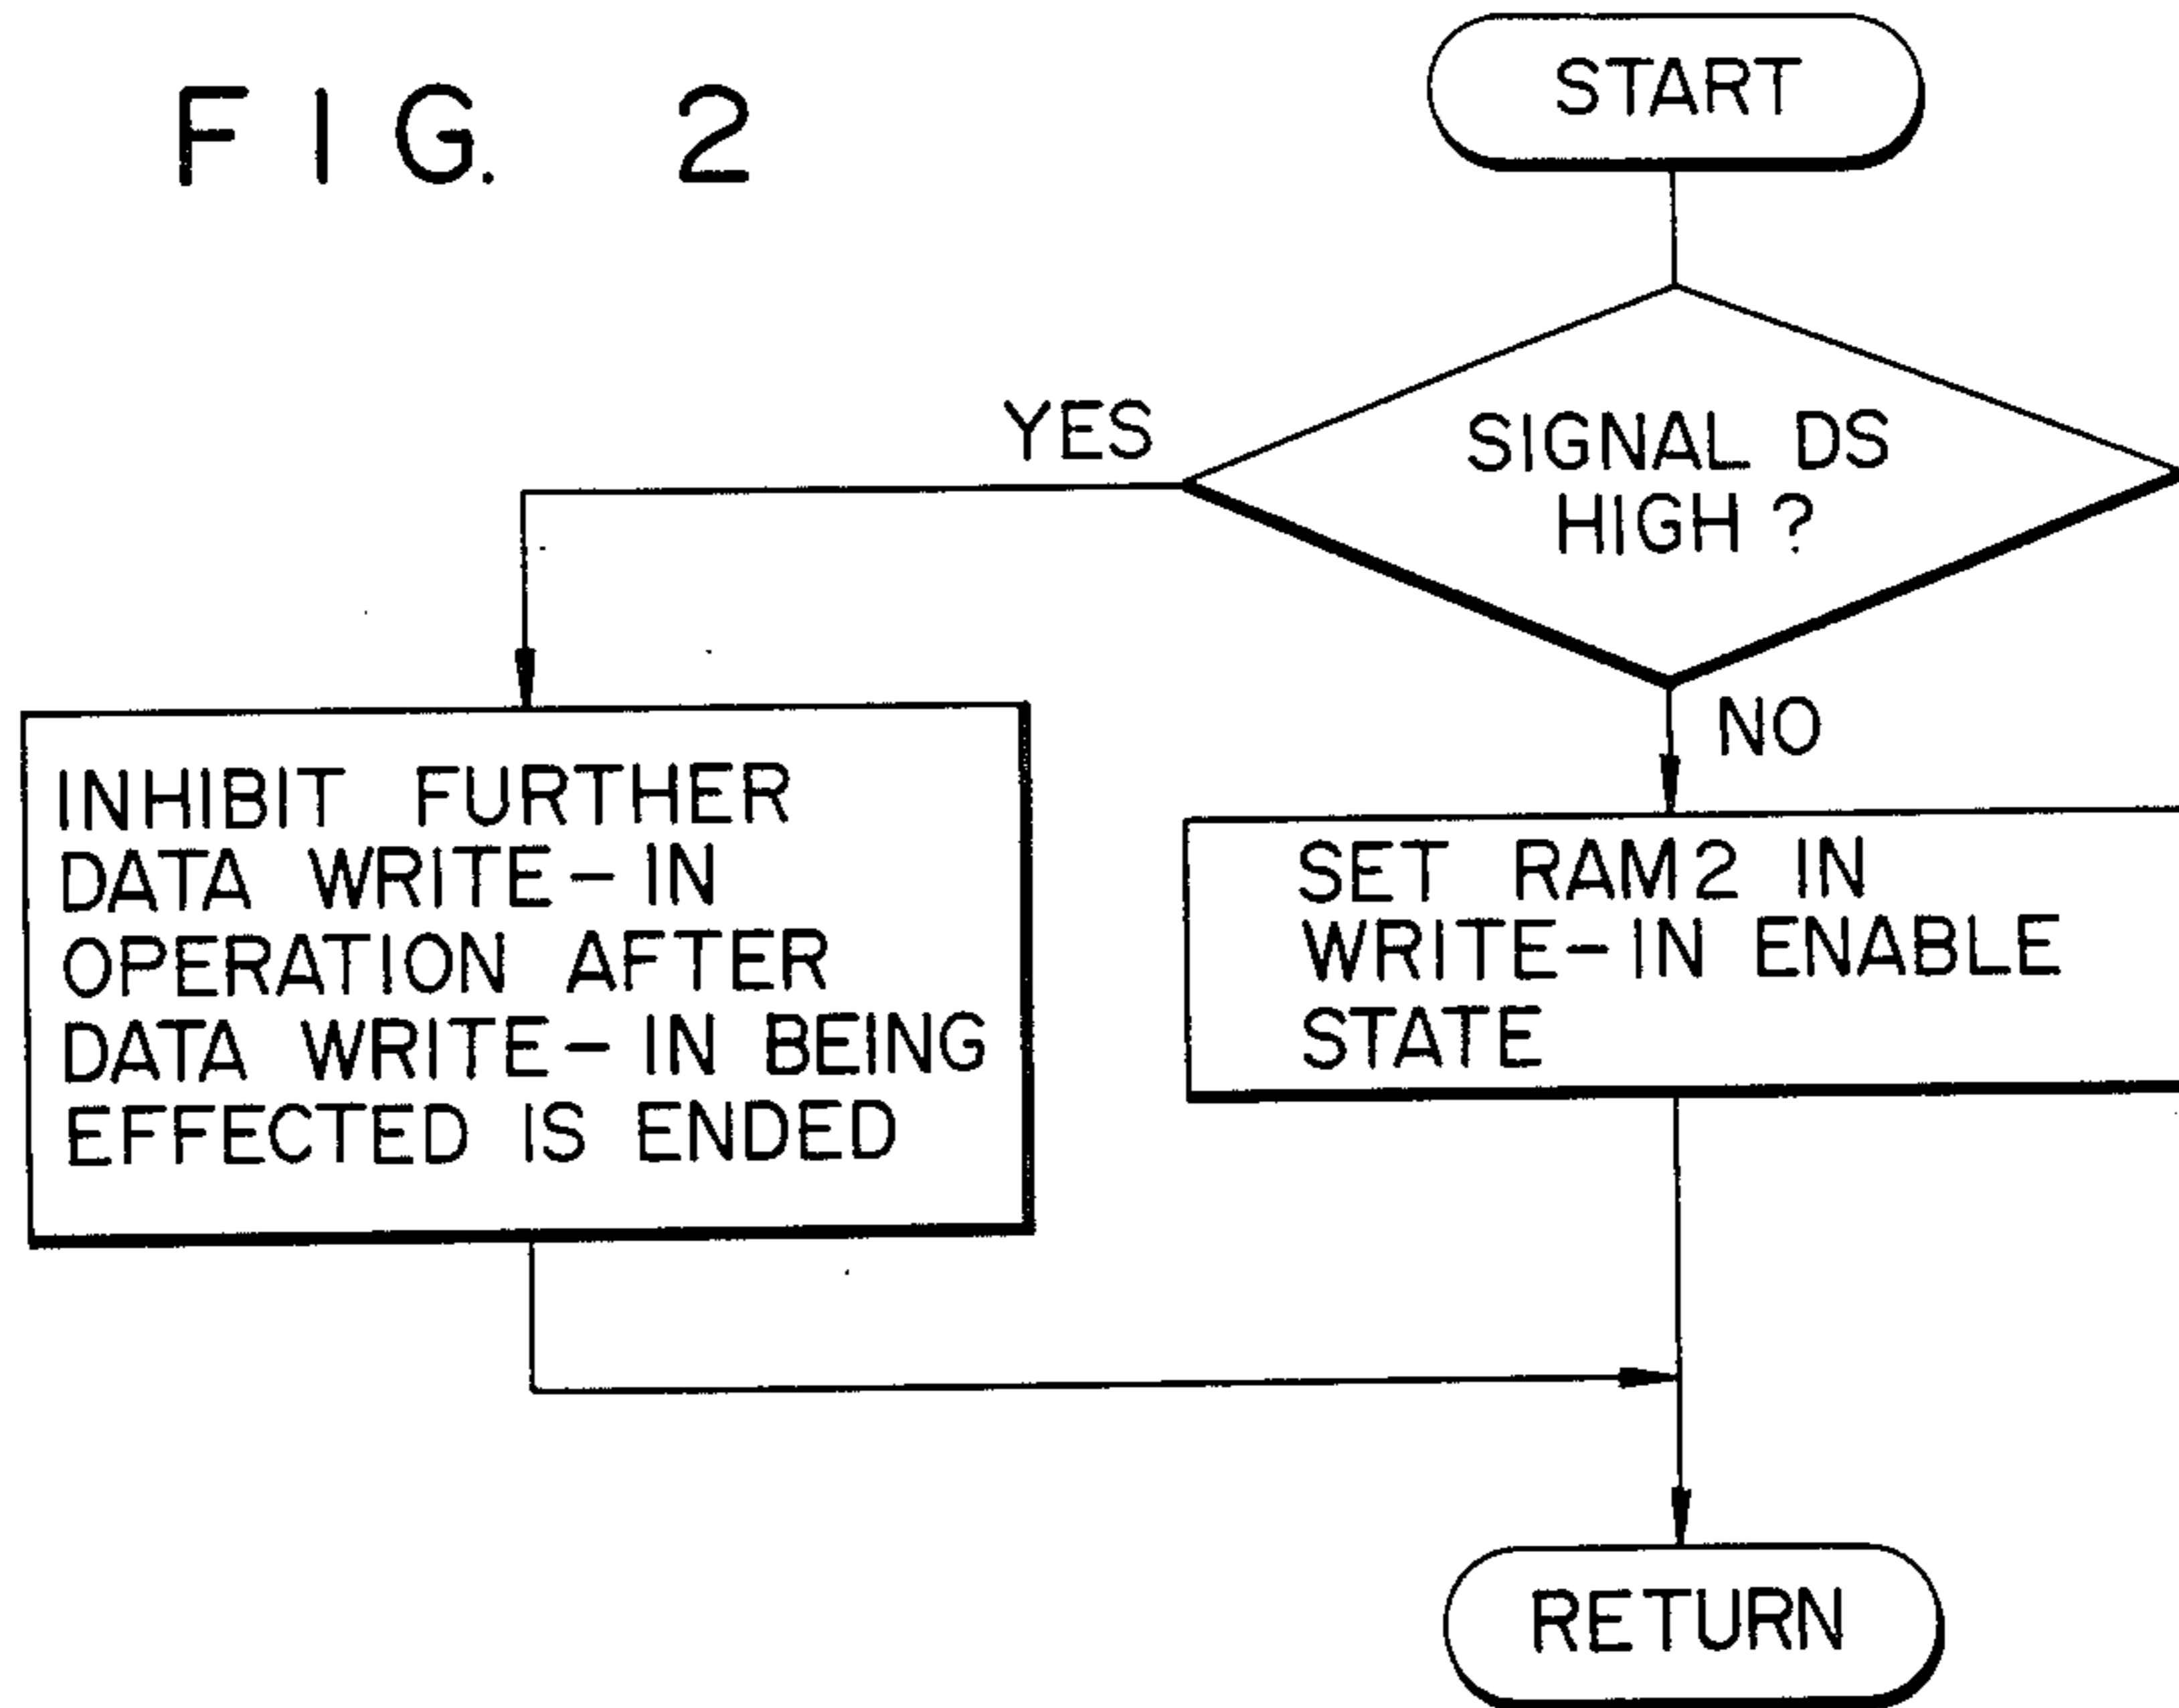 FIG. 2
START
SIGNAL DS
HIGH ?
YES
NO
INHIBIT FURTHER
DATA WRITE-IN
OPERATION AFTER
DATA WRITE-IN BEING
EFFECTED IS ENDED
SET RAM2 IN
WRITE-IN ENABLE
STATE
RETURN